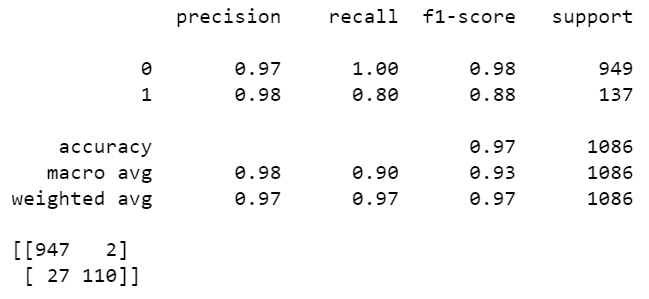 precision recall f1-score support
0 0.97 1.00 0.98 949
1 0.98 0.80 0.88 137
accuracy 0.97 1086
macro avg 0.98 0.90 0.93 1086
weighted avg 0.97 0.97 0.97 1086
[[947 2]
[ 27 110]]